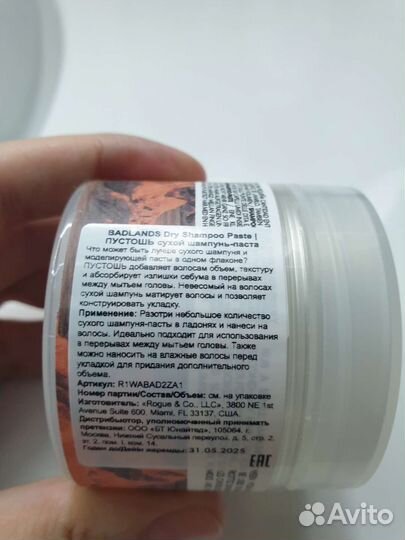 BADLANDS Dry Shampoo Paste |
ПУСТОШЬ сухой шампунь-паста
Что может быть лучше сухого шампуня и
моделирующей пасты в одном флаконе?
ПУСТОШЬ добавляет волосам объем, текстуру
и абсорбирует излишки себума в перерывах
между мытьем головы. Невесомый на волосах
сухой шампунь матирует волосы и позволяет
конструировать укладку.
Применение: Разотри небольшое количество
сухого шампуня-пасты в ладонях и нанеси на
волосы. Идеально подходит для использования
в перерывах между мытьем головы. Также
можно наносить на влажные волосы перед
укладкой для придания дополнительного
объема.
Артикул: R1WABAD2ZA1
Номер партии/Состав/Объем: см. на упаковке
Изготовитель: «Rogue & Co., LLC», 3800 NE 1st
Avenue Suite 600, Miami, FL 33137, США.
Дистрибьютор, уполномоченный принимать
претензии: ООО «БТ Юнайтед», 105064, г.
Москва, Нижний Сусальный переулок, д. 5, стр. 2,
эт. 2, пом. I, ком. 14.
Годен до/Дейін жарамды: 31.05.2025
EAC
Avito